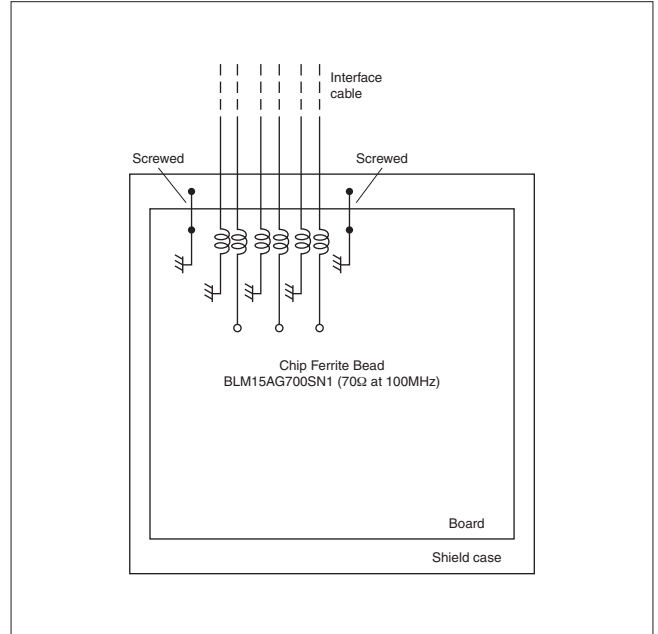 Interface
cable
Screwed
Screwed
Chip Ferrite Bead
BLM15AG700SN1 (70Ω at 100MHz)
Board
Shield case